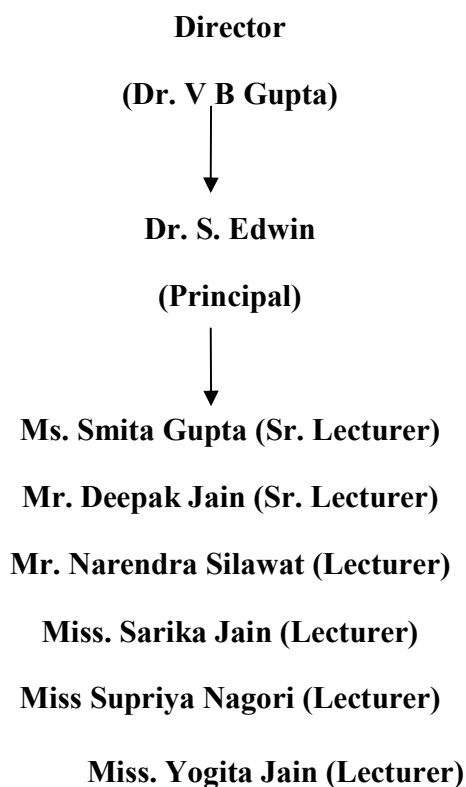 Director
(Dr. V B Gupta)
Dr. S. Edwin
(Principal)
Ms. Smita Gupta (Sr. Lecturer)
Mr. Deepak Jain (Sr. Lecturer)
Mr. Narendra Silawat (Lecturer)
Miss. Sarika Jain (Lecturer)
Miss Supriya Nagori (Lecturer)
Miss. Yogita Jain (Lecturer)